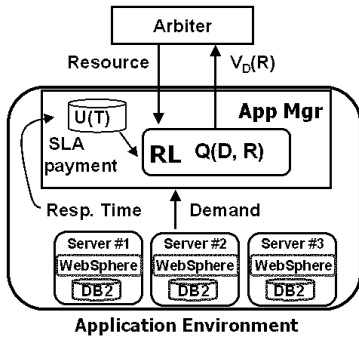 Arbiter
Resource
V_D(R)
App Mgr
U(T)
SLA
payment
RL Q(D, R)
Resp. Time
Demand
Server #1
WebSphere
DB2
Server #2
WebSphere
DB2
Server #3
WebSphere
DB2
Application Environment